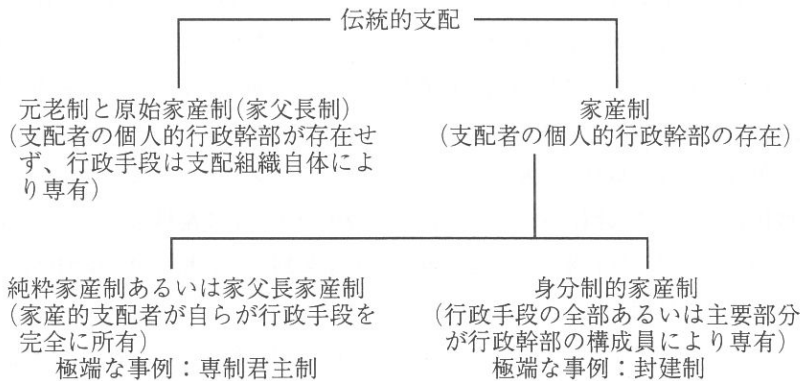 伝統的支配
元老制と原始家産制(家父長制)
(支配者の個人的行政幹部が存在せ
ず、行政手段は支配組織自体によ
り専有)
家産制
(支配者の個人的行政幹部の存在)
純粋家産制あるいは家父長家産制
(家産的支配者が自らが行政手段を
完全に所有)
極端な事例：専制君主制
身分制的家産制
(行政手段の全部あるいは主要部分
が行政幹部の構成員により専有)
極端な事例：封建制